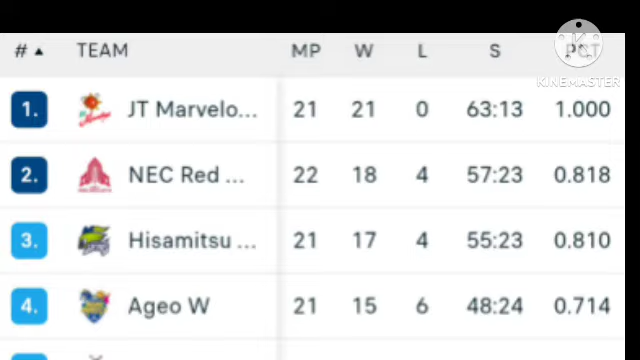 # ▲ TEAM MP W L S PCT
KINEMASTER
1. JT Marvelo... 21 21 0 63:13 1.000
2. NEC Red ... 22 18 4 57:23 0.818
3. Hisamitsu ... 21 17 4 55:23 0.810
4. Ageo W 21 15 6 48:24 0.714